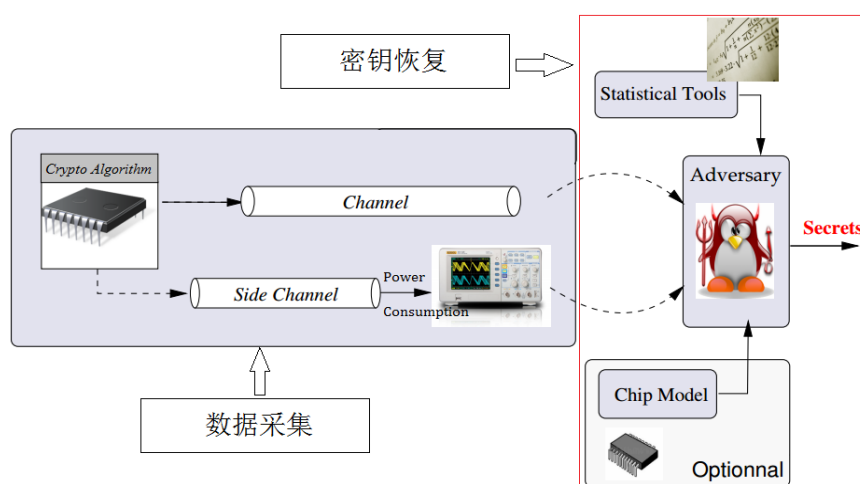 密钥恢复
Statistical Tools
Crypto Algorithm
Channel
Adversary
Secrets
Side Channel
Power
Consumption
数据采集
Chip Model
Optionnal